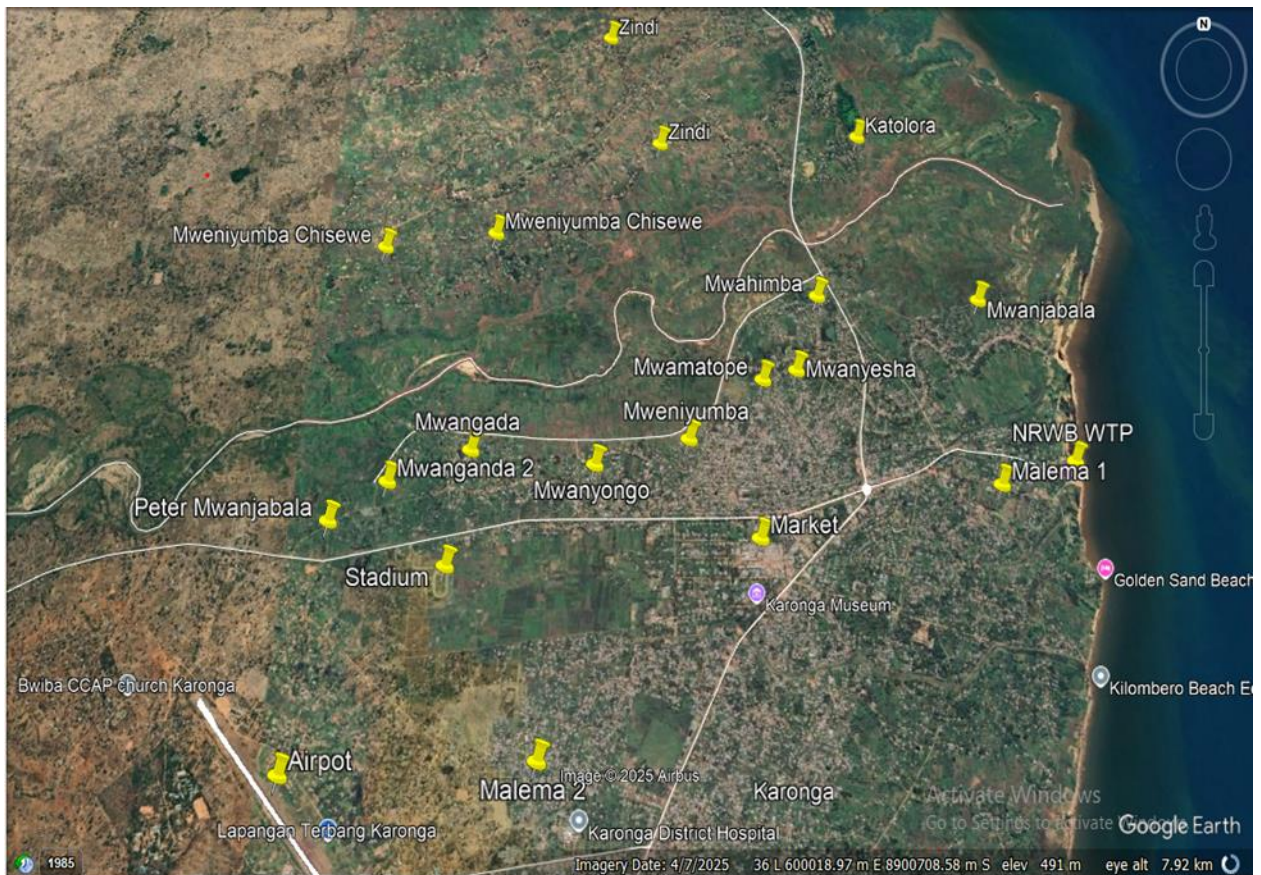 Zindi
N
Zindi
Katolora
Mweniyumba Chisewe
Mweniyumba Chisewe
Mwahimba
Mwanjabala
Mwamatope
Mwanyesha
Mweniyumba
Mwangada
NRWB WTP
Mwanganda 2
Malema 1
Mwanyongo
Peter Mwanjabala
Market
Stadium
Golden Sand Beach
Karonga Museum
Bwiba CCAP church Karonga
Kilombero Beach Ec
Airpot
Image © 2025 Airbus
Malema 2
Karonga
Activate Windows
Go to Settings to activate Windows.
Google Earth
Lapangan Terbang Karonga
Karonga District Hospital
1985
Imagery Date: 4/7/2025 36 L 600018.97 m E 8900708.58 m S elev 491 m eye alt 7.92 km